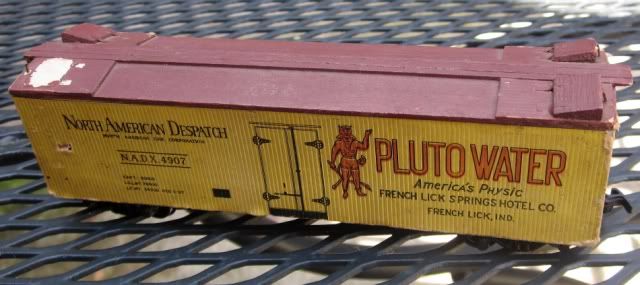 NORTH AMERICAN DESPATCH
NORTH AMERICAN CAR CORPORATION
N.A.D.X. 4907
PLUTO WATER
America's Physic
FRENCH LICK SPRINGS HOTEL CO.
FRENCH LICK, IND.